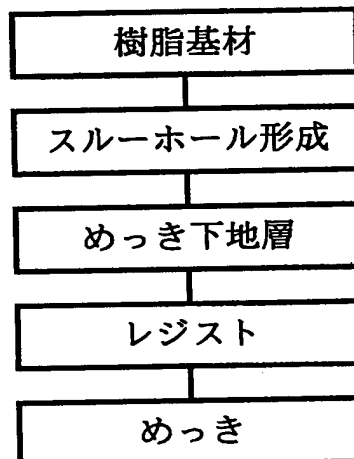 樹脂基材
スルーホール形成
めっき下地層
レジスト
めっき